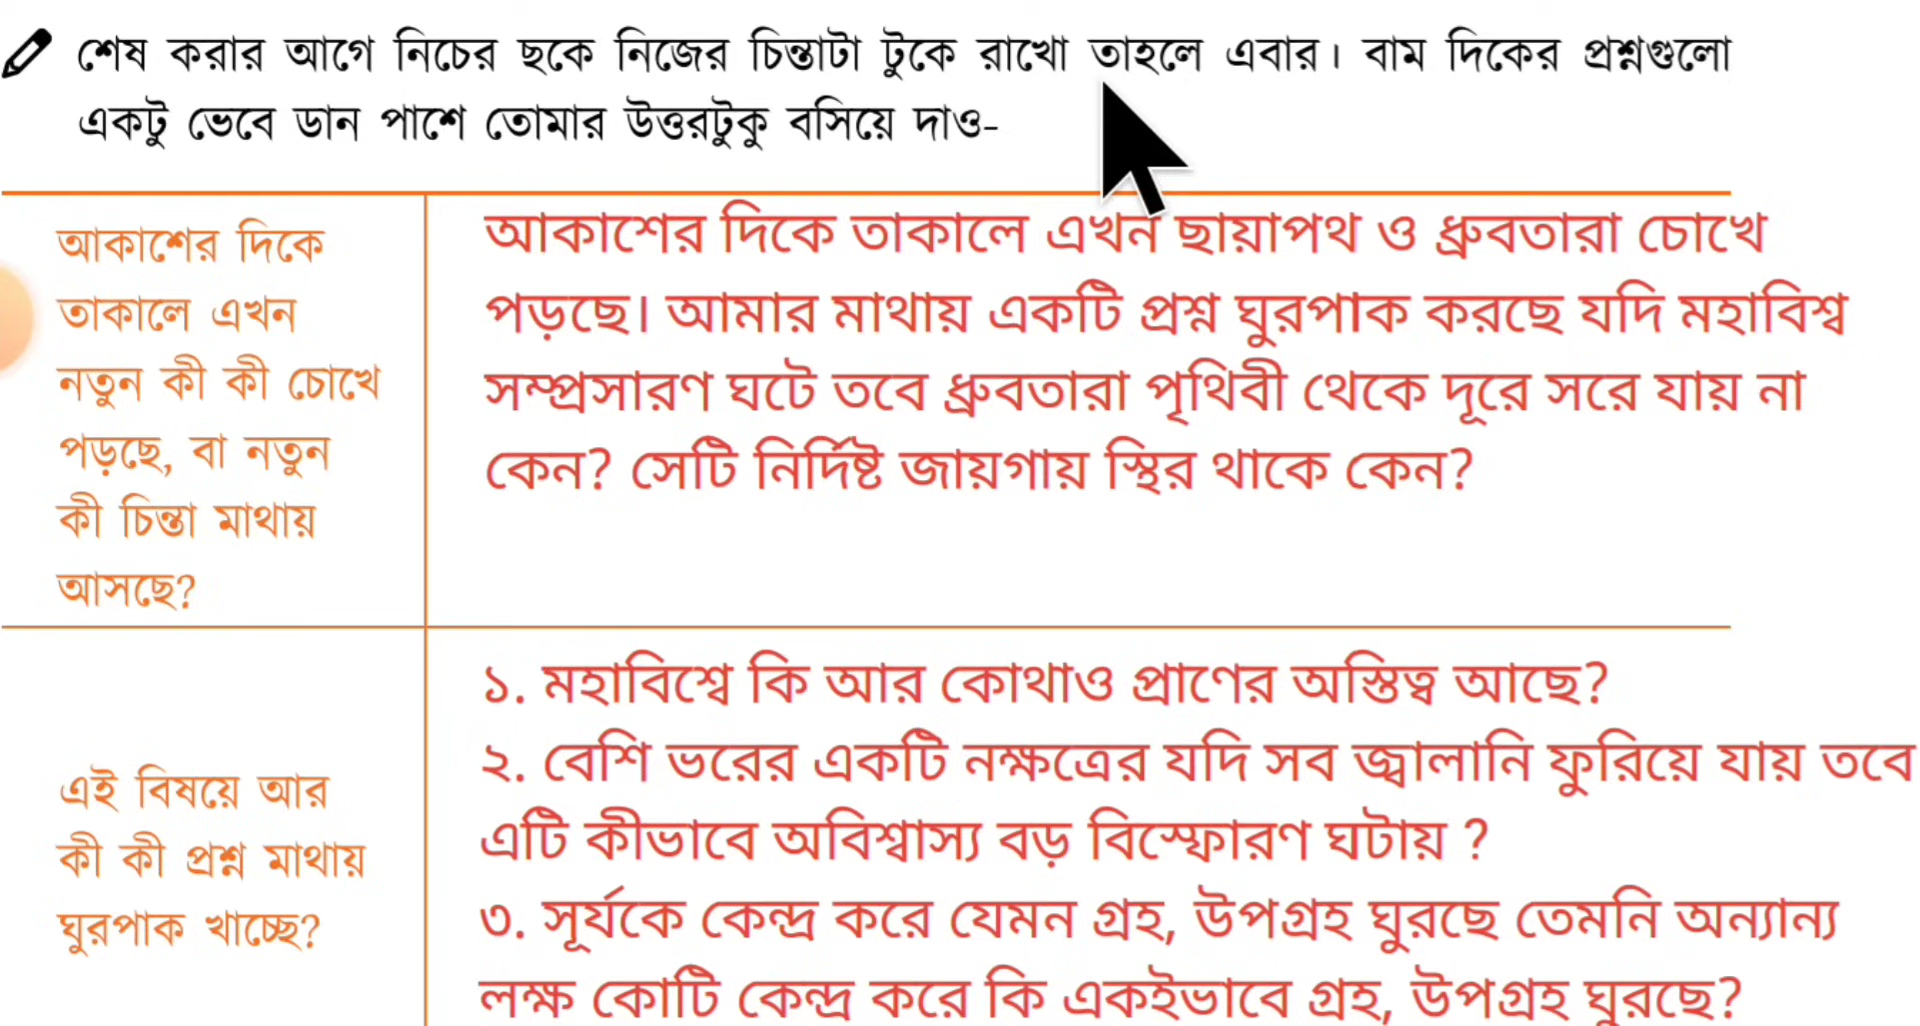 শেষ করার আগে নিচের ছকে নিজের চিন্তাটা টুকে রাখো তাহলে এবার। বাম দিকের প্রশ্নগুলো
একটু ভেবে ডান পাশে তোমার উত্তরটুকু বসিয়ে দাও-
আকাশের দিকে
তাকালে এখন
নতুন কী কী চোখে
পড়ছে, বা নতুন
কী চিন্তা মাথায়
আসছে?
আকাশের দিকে তাকালে এখন ছায়াপথ ও ধ্রুবতারা চোখে
পড়ছে। আমার মাথায় একটি প্রশ্ন ঘুরপাক করছে যদি মহাবিশ্ব
সম্প্রসারণ ঘটে তবে ধ্রুবতারা পৃথিবী থেকে দূরে সরে যায় না
কেন? সেটি নির্দিষ্ট জায়গায় স্থির থাকে কেন?
এই বিষয়ে আর
কী কী প্রশ্ন মাথায়
ঘুরপাক খাচ্ছে?
১. মহাবিশ্বে কি আর কোথাও প্রাণের অস্তিত্ব আছে?
২. বেশি ভরের একটি নক্ষত্রের যদি সব জ্বালানি ফুরিয়ে যায় তবে
এটি কীভাবে অবিশ্বাস্য বড় বিস্ফোরণ ঘটায় ?
৩. সূর্যকে কেন্দ্র করে যেমন গ্রহ, উপগ্রহ ঘুরছে তেমনি অন্যান্য
লক্ষ কোটি কেন্দ্র করে কি একইভাবে গ্রহ, উপগ্রহ ঘুরছে?